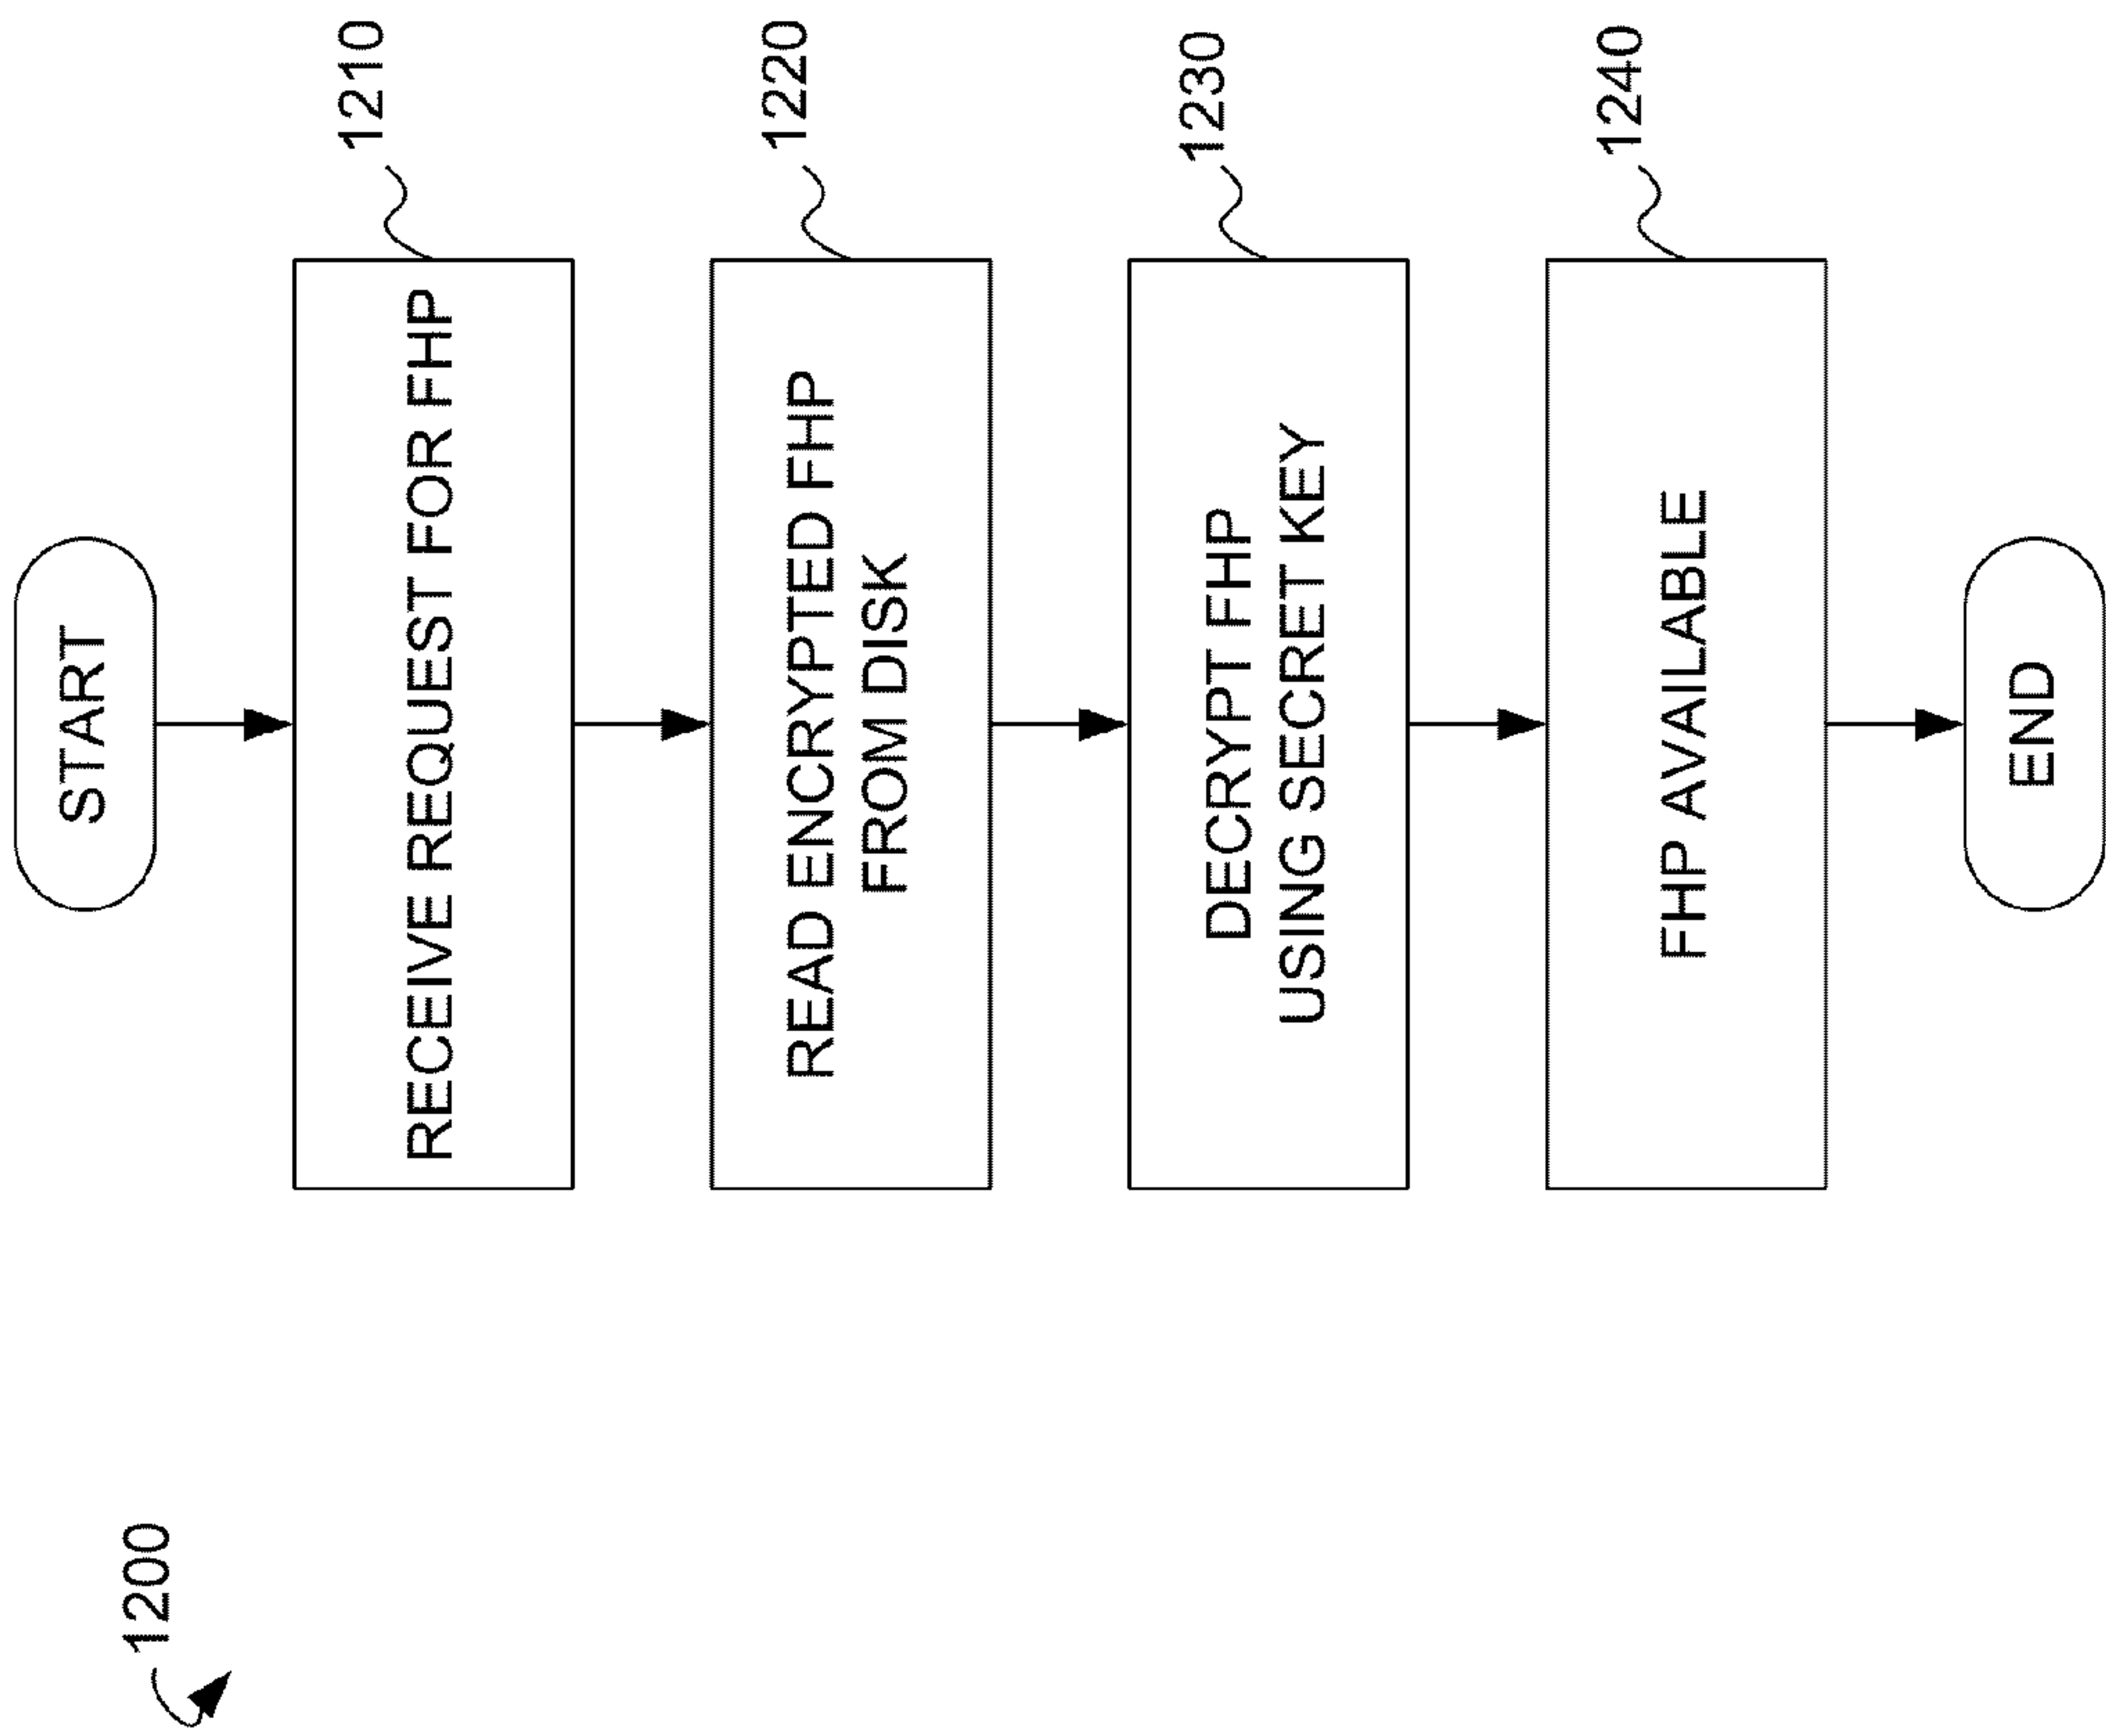 1200
START
RECEIVE REQUEST FOR FHP
1210
READ ENCRYPTED FHP
FROM DISK
1220
DECRYPT FHP
USING SECRET KEY
1230
FHP AVAILABLE
1240
END